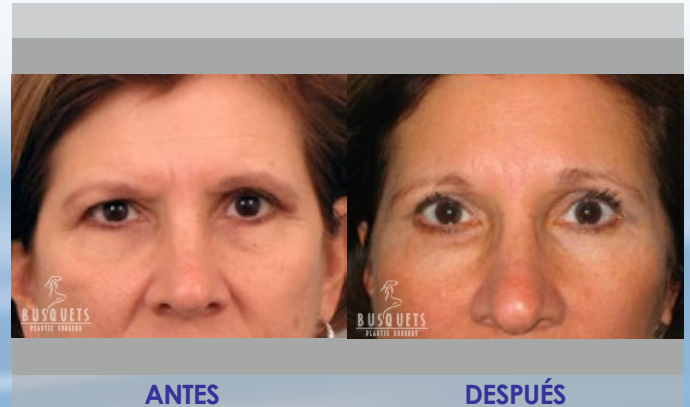 BUSQUETS
PLASTIC SURGERY
BUSQUETS
PLASTIC SURGERY
ANTES
DESPUÉS